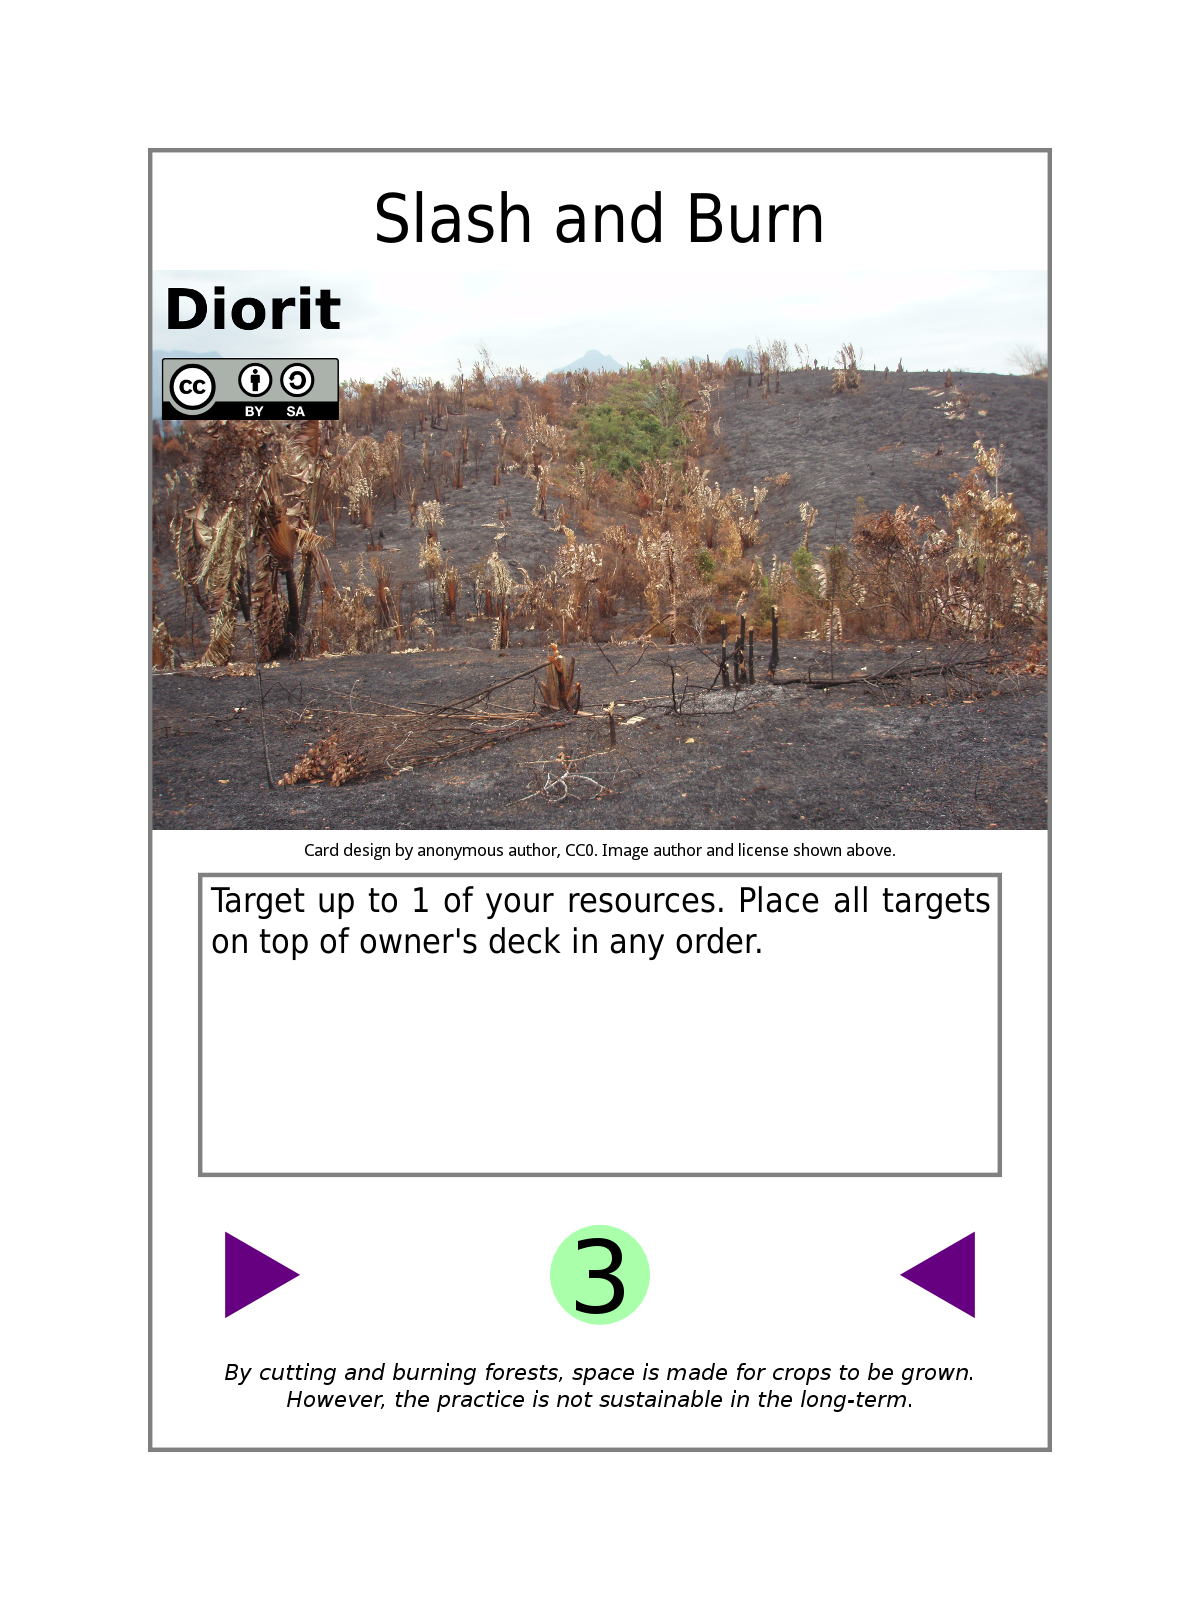 Slash and Burn
Diorit
CC
BY SA
Card design by anonymous author, CC0. Image author and license shown above.
Target up to 1 of your resources. Place all targets
on top of owner's deck in any order.
3
By cutting and burning forests, space is made for crops to be grown.
However, the practice is not sustainable in the long-term.